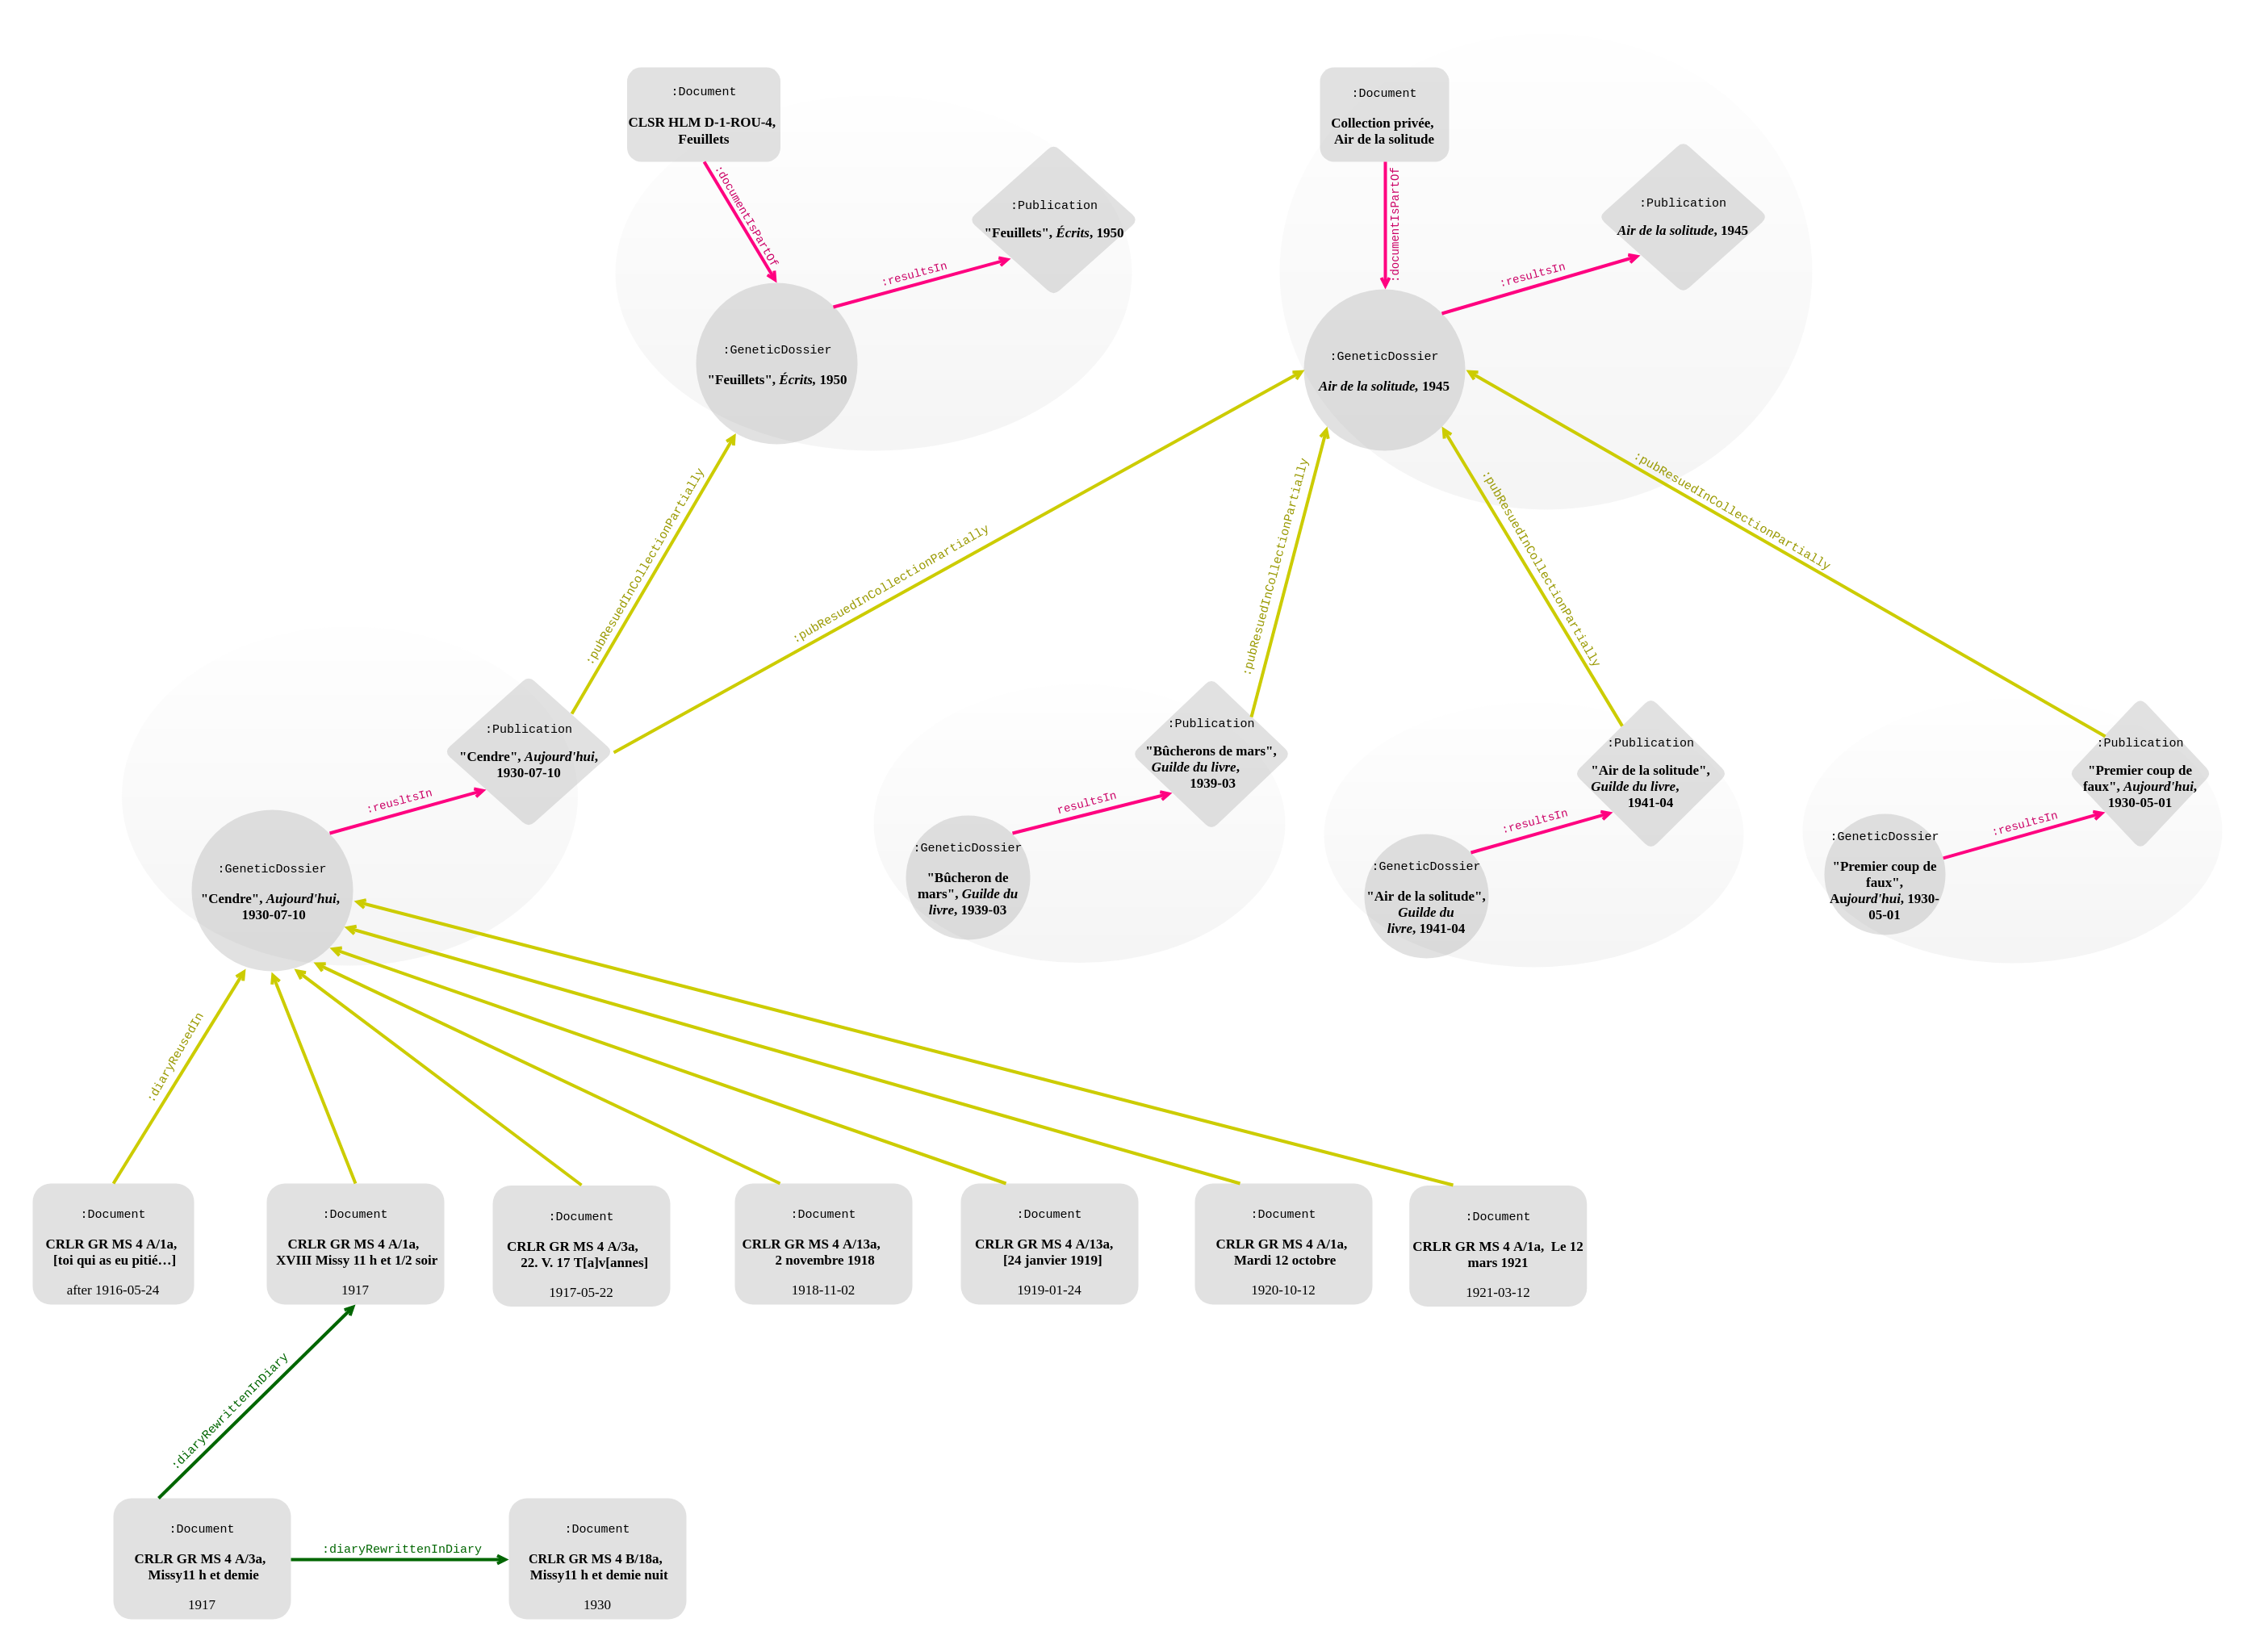 :Document
CLSR HLM D-1-ROU-4,
Feuillets
:Document
Collection privée,
Air de la solitude
:documentIsPartOf
:documentIsPartOf
:Publication
"Feuillets", Écrits, 1950
:Publication
Air de la solitude, 1945
:resultsIn
:resultsIn
:GeneticDossier
"Feuillets", Écrits, 1950
:GeneticDossier
Air de la solitude, 1945
:pubResuedInCollectionPartially
:pubResuedInCollectionPartially
:pubResuedInCollectionPartially
:pubResuedInCollectionPartially
:pubResuedInCollectionPartially
:Publication
"Cendre", Aujourd'hui,
1930-07-10
:Publication
"Bûcherons de mars",
Guilde du livre,
1939-03
:Publication
"Air de la solitude",
Guilde du livre,
1941-04
:Publication
"Premier coup de
faux", Aujourd'hui,
1930-05-01
:reusltsIn
resultsIn
:resultsIn
:resultsIn
:GeneticDossier
"Cendre", Aujourd'hui,
1930-07-10
:GeneticDossier
"Bûcheron de
mars", Guilde du
livre, 1939-03
:GeneticDossier
"Air de la solitude",
Guilde du
livre, 1941-04
:GeneticDossier
"Premier coup de
faux",
Aujourd'hui, 1930-
05-01
:diaryReusedIn
:Document
CRLR GR MS 4 A/1a,
[toi qui as eu pitié…]
after 1916-05-24
:Document
CRLR GR MS 4 A/1a,
XVIII Missy 11 h et 1/2 soir
1917
:Document
CRLR GR MS 4 A/3a,
22. V. 17 T[a]v[annes]
1917-05-22
:Document
CRLR GR MS 4 A/13a,
2 novembre 1918
1918-11-02
:Document
CRLR GR MS 4 A/13a,
[24 janvier 1919]
1919-01-24
:Document
CRLR GR MS 4 A/1a,
Mardi 12 octobre
1920-10-12
:Document
CRLR GR MS 4 A/1a, Le 12
mars 1921
1921-03-12
:diaryRewrittenInDiary
:Document
CRLR GR MS 4 A/3a,
Missy11 h et demie
1917
:diaryRewrittenInDiary
:Document
CRLR GR MS 4 B/18a,
Missy11 h et demie nuit
1930